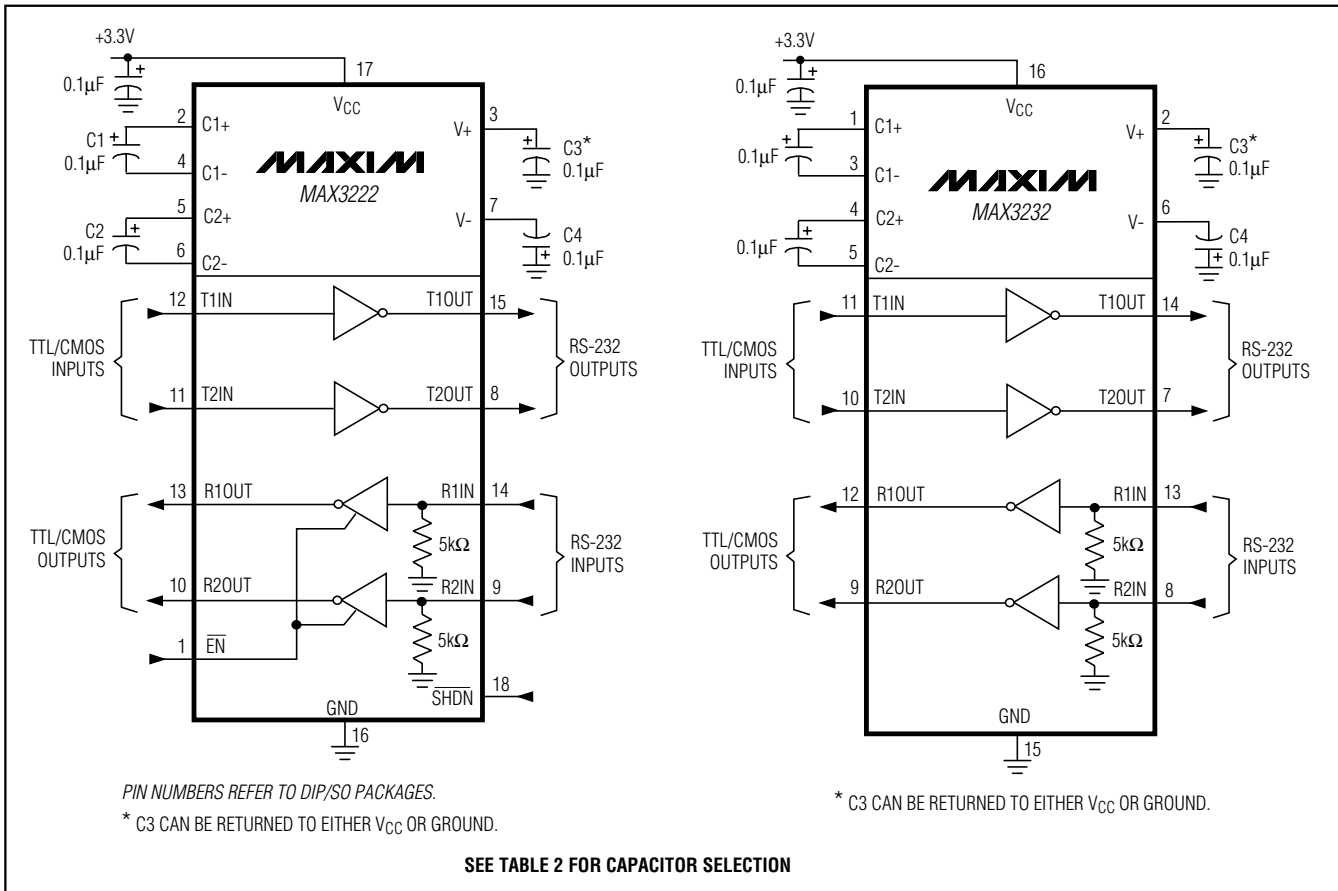 +3.3V
17
0.1µF
VCC
2
C1+
V+
3
C1
0.1µF
C3*
0.1µF
4
C1-
MAXIM
MAX3222
5
C2+
V-
7
C2
0.1µF
C4
0.1µF
6
C2-
12
T1IN
T1OUT
15
TTL/CMOS
INPUTS
RS-232
OUTPUTS
11
T2IN
T2OUT
8
13
R1OUT
R1IN
14
5kΩ
TTL/CMOS
OUTPUTS
RS-232
INPUTS
10
R2OUT
R2IN
9
5kΩ
1
EN
SHDN
18
GND
16
PIN NUMBERS REFER TO DIP/SO PACKAGES.
* C3 CAN BE RETURNED TO EITHER VCC OR GROUND.
+3.3V
16
0.1µF
VCC
1
C1+
V+
2
0.1µF
C3*
0.1µF
3
C1-
MAXIM
MAX3232
4
C2+
V-
6
0.1µF
C4
0.1µF
5
C2-
11
T1IN
T1OUT
14
TTL/CMOS
INPUTS
RS-232
OUTPUTS
10
T2IN
T2OUT
7
12
R1OUT
R1IN
13
5kΩ
TTL/CMOS
OUTPUTS
RS-232
INPUTS
9
R2OUT
R2IN
8
5kΩ
GND
15
* C3 CAN BE RETURNED TO EITHER VCC OR GROUND.
SEE TABLE 2 FOR CAPACITOR SELECTION